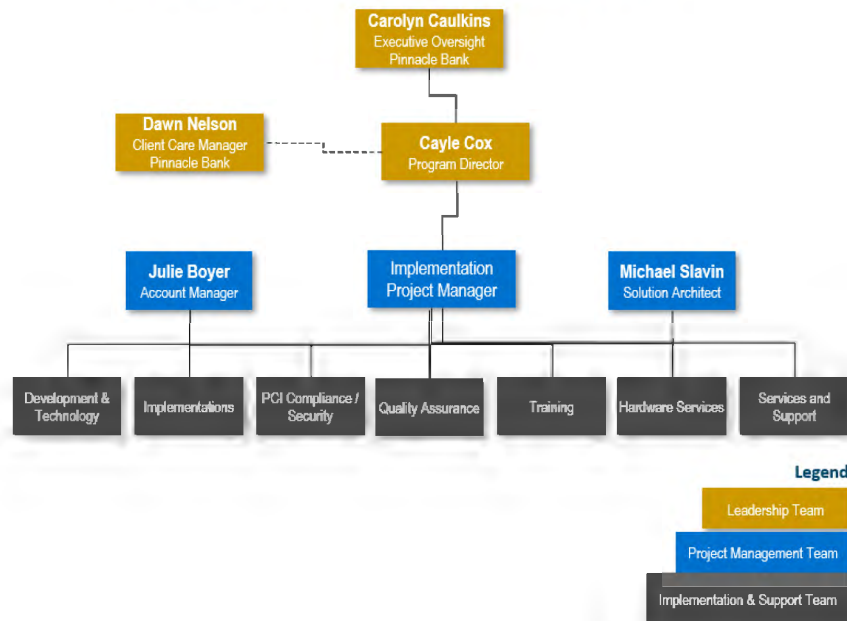 Carolyn Caulkins
Executive Oversight
Pinnacle Bank
Dawn Nelson
Client Care Manager
Pinnacle Bank
Cayle Cox
Program Director
Julie Boyer
Account Manager
Implementation
Project Manager
Michael Slavin
Solution Architect
Development &
Technology
Implementations
PCI Compliance /
Security
Quality Assurance
Training
Hardware Services
Services and
Support
Legend
Leadership Team
Project Management Team
Implementation & Support Team